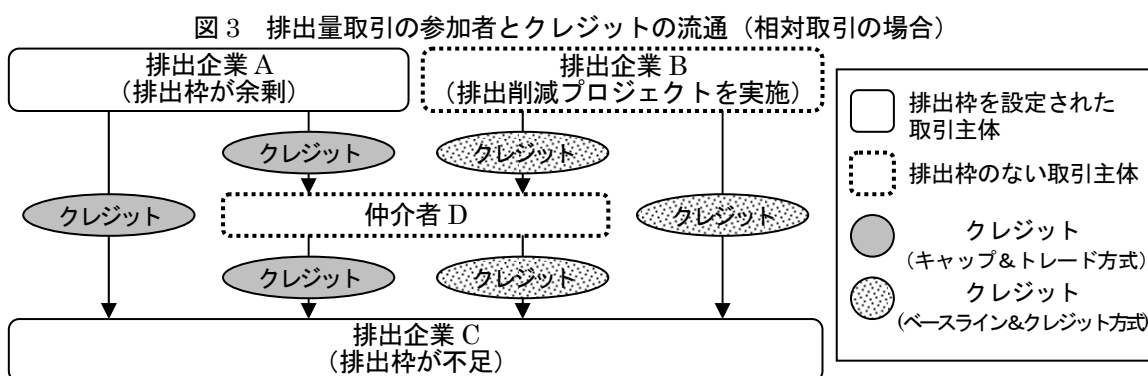 図３　排出量取引の参加者とクレジットの流通（相対取引の場合）
排出企業 A
（排出枠が余剰）
排出企業 B
（排出削減プロジェクトを実施）
クレジット
クレジット
クレジット
仲介者 D
クレジット
クレジット
クレジット
排出企業 C
（排出枠が不足）
排出枠を設定された
取引主体
排出枠のない取引主体
クレジット
（キャップ＆トレード方式）
クレジット
（ベースライン＆クレジット方式）